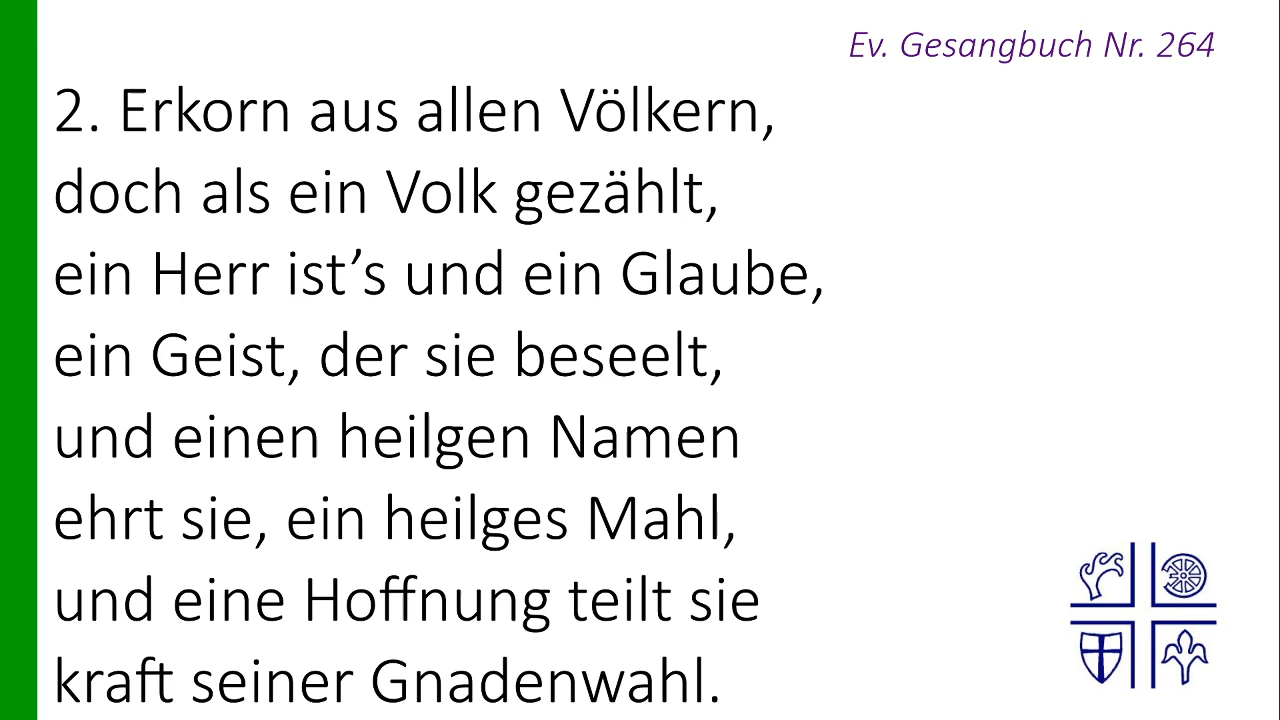 Ev. Gesangbuch Nr. 264
2. Erkorn aus allen Völkern,
doch als ein Volk gezählt,
ein Herr ist’s und ein Glaube,
ein Geist, der sie beseelt,
und einen heilgen Namen
ehrt sie, ein heilges Mahl,
und eine Hoffnung teilt sie
kraft seiner Gnadenwahl.